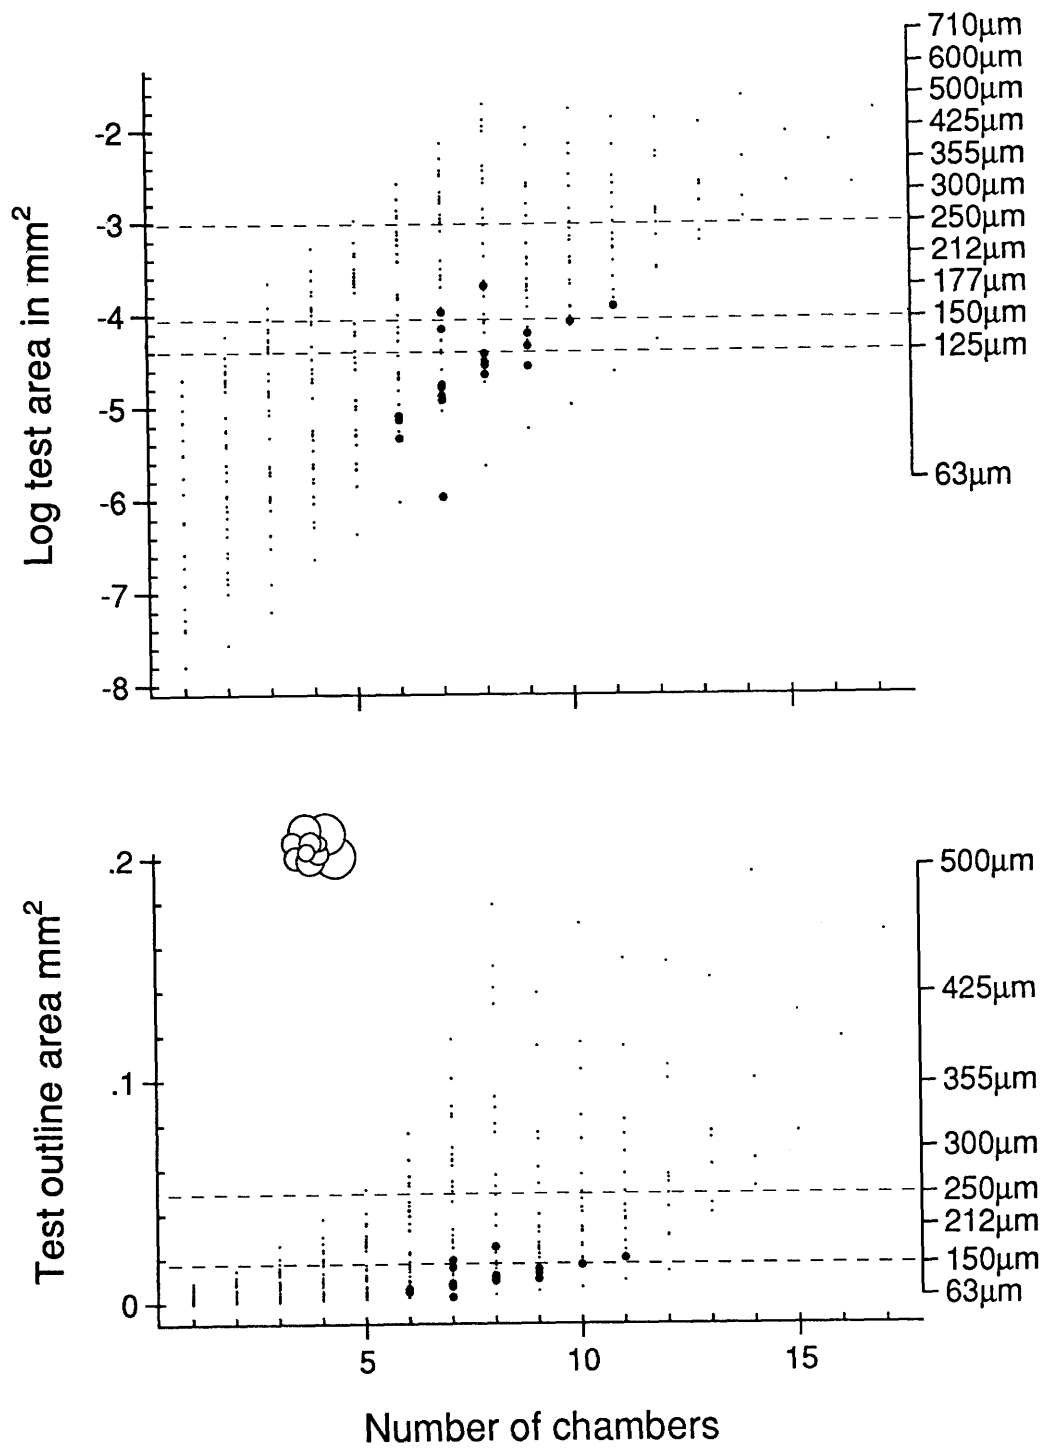 710µm
600µm
500µm
425µm
355µm
300µm
250µm
212µm
177µm
150µm
125µm
63µm
-2
-3
-4
-5
-6
-7
-8
Log test area in mm²
.2
.1
0
Test outline area mm²
500µm
425µm
355µm
300µm
250µm
212µm
150µm
63µm
5 10 15
Number of chambers